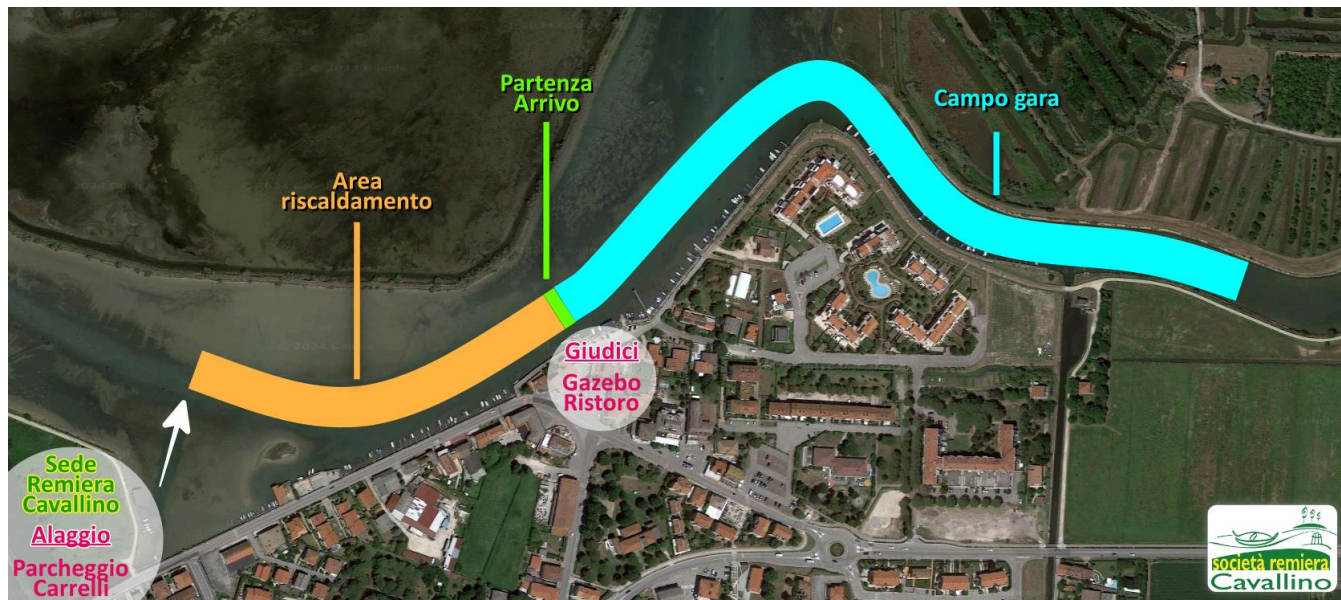 Partenza
Arrivo
Campo gara
Area
riscaldamento
Giudici
Gazebo
Ristoro
Sede
Remiera
Cavallino
Alaggio
Parcheggio
Carrelli
società remiera
Cavallino